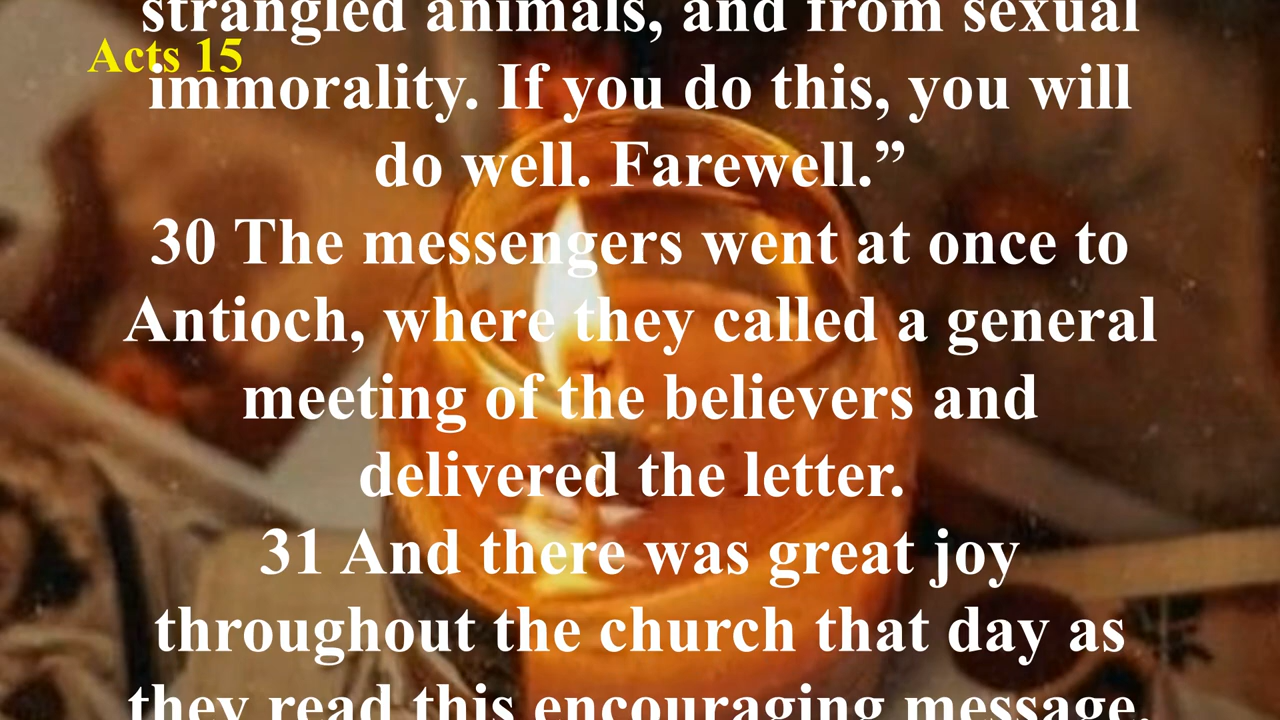 strangled animals, and from sexual
Acts 15
immorality. If you do this, you will
do well. Farewell.”
30 The messengers went at once to
Antioch, where they called a general
meeting of the believers and
delivered the letter.
31 And there was great joy
throughout the church that day as
they read this encouraging message.